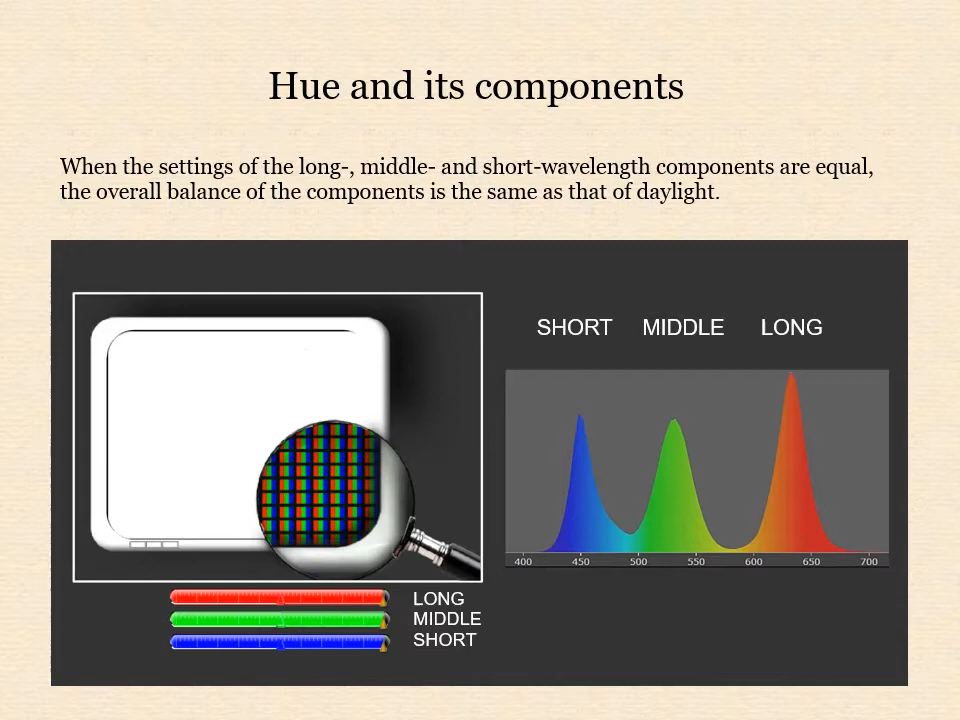 Hue and its components
When the settings of the long-, middle- and short-wavelength components are equal,
the overall balance of the components is the same as that of daylight.
SHORT MIDDLE LONG
400 450 500 550 600 650 700
LONG
MIDDLE
SHORT